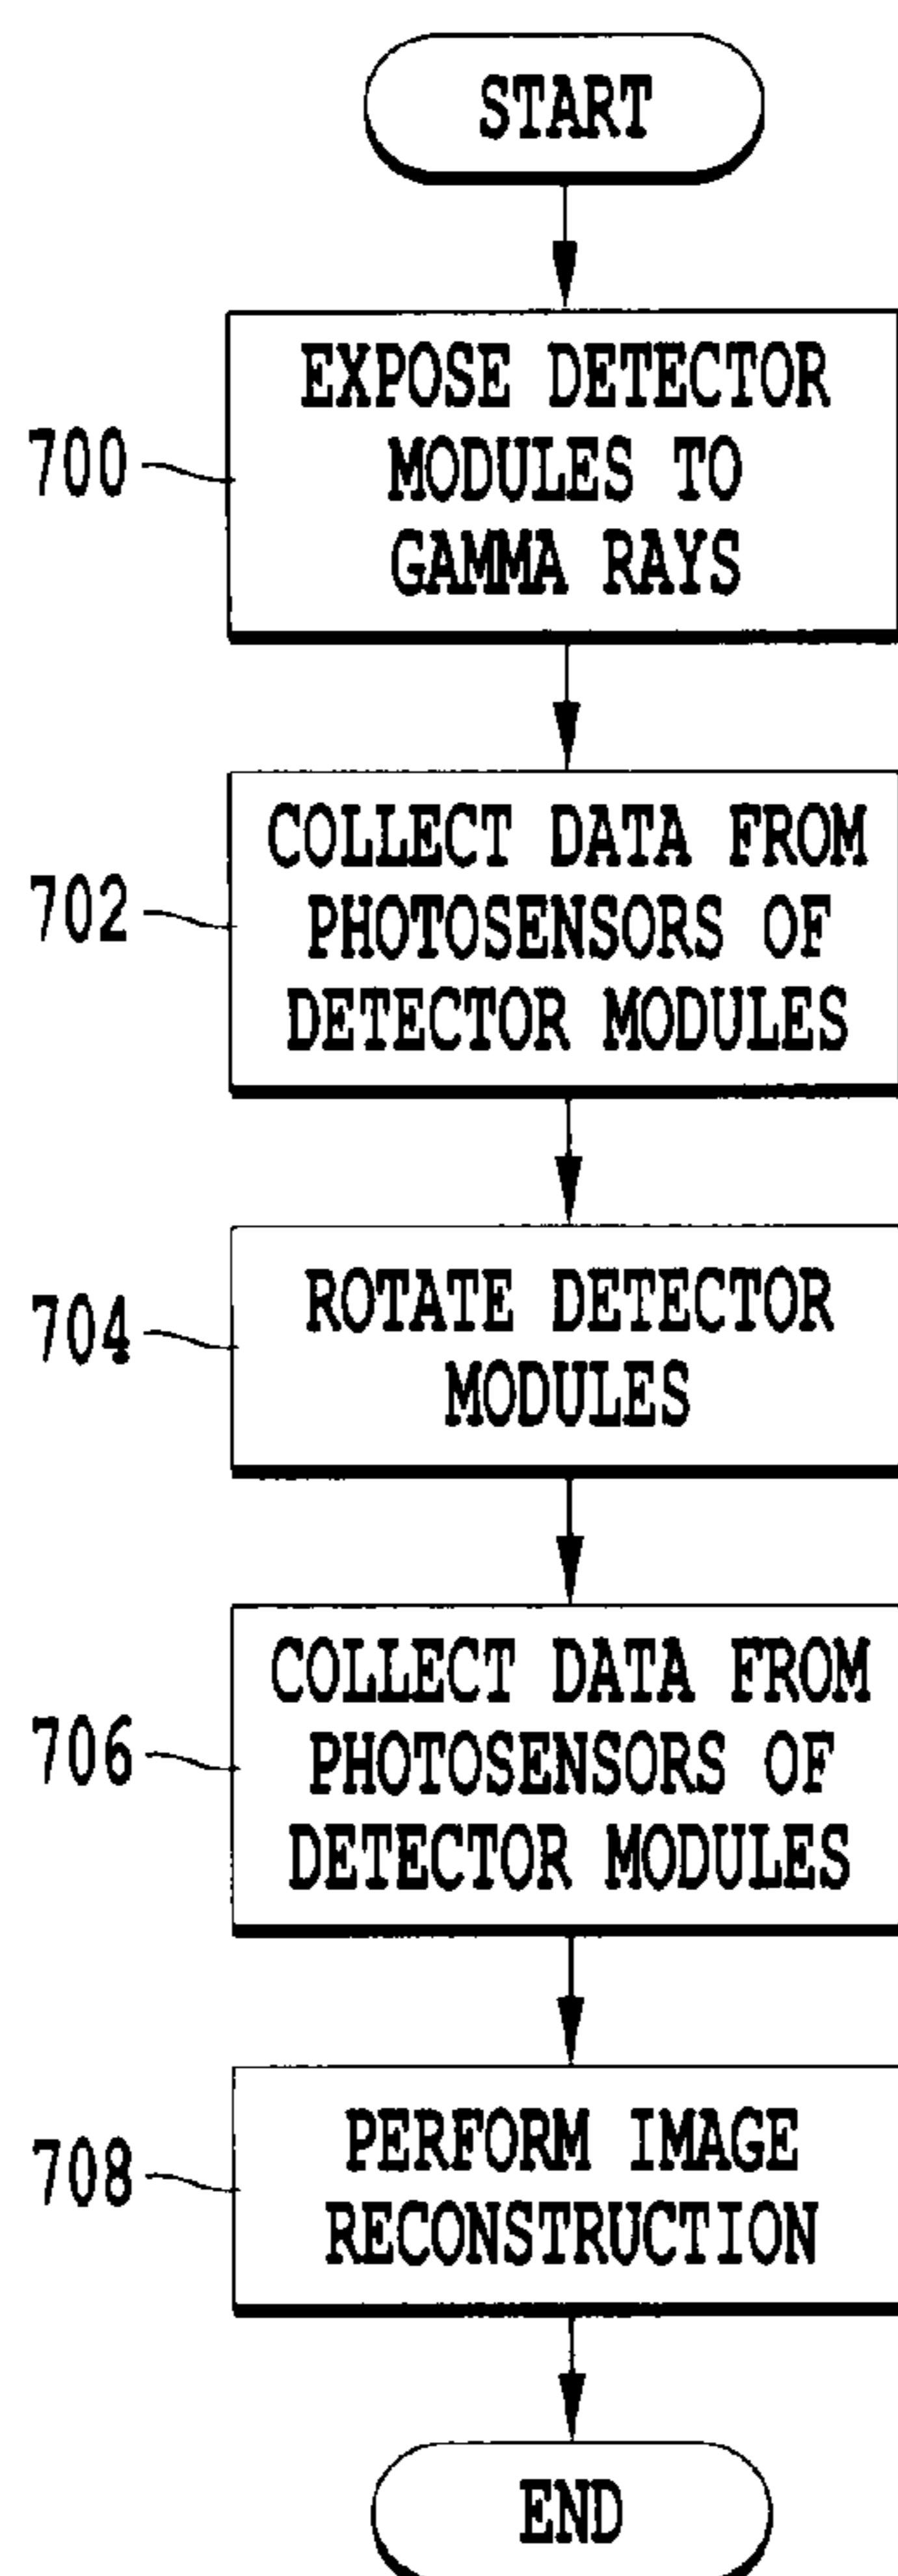 START
EXPOSE DETECTOR
MODULES TO
GAMMA RAYS
700
COLLECT DATA FROM
PHOTOSENSORS OF
DETECTOR MODULES
702
ROTATE DETECTOR
MODULES
704
COLLECT DATA FROM
PHOTOSENSORS OF
DETECTOR MODULES
706
PERFORM IMAGE
RECONSTRUCTION
708
END